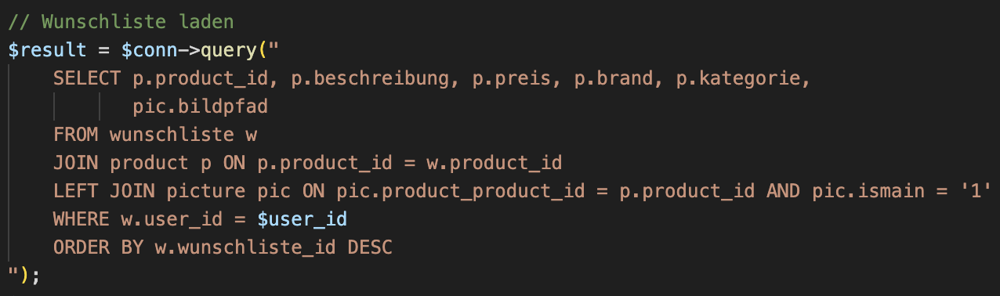 // Wunschliste laden
$result = $conn->query("
    SELECT p.product_id, p.beschreibung, p.preis, p.brand, p.kategorie,
           pic.bildpfad
    FROM wunschliste w
    JOIN product p ON p.product_id = w.product_id
    LEFT JOIN picture pic ON pic.product_product_id = p.product_id AND pic.ismain = '1'
    WHERE w.user_id = $user_id
    ORDER BY w.wunschliste_id DESC
");